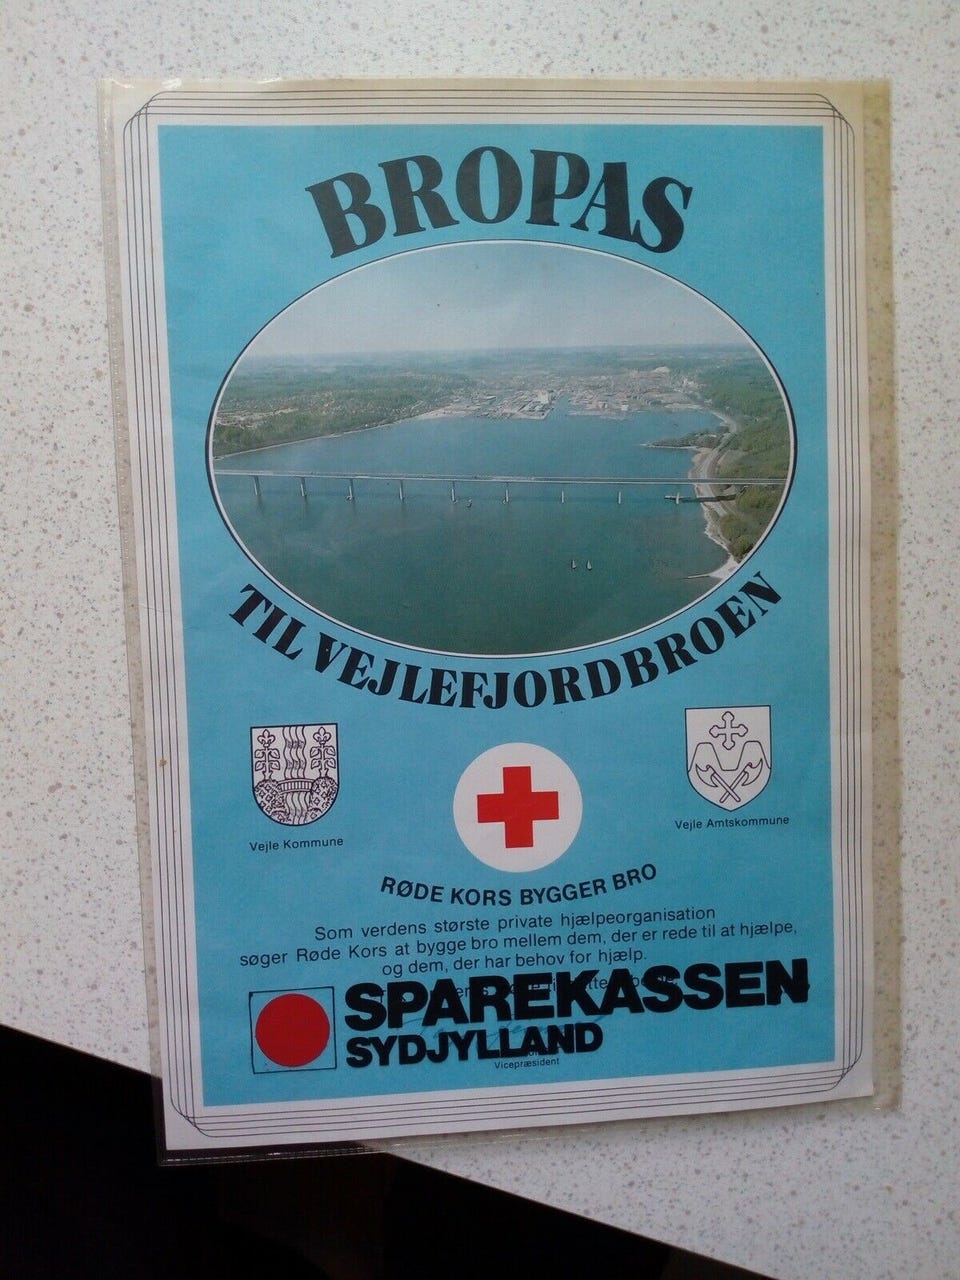 BROPAS
TIL VEJLEFJORDBROEN
Vejle Kommune
Vejle Amtskommune
RØDE KORS BYGGER BRO
Som verdens største private hjælpeorganisation
søger Røde Kors at bygge bro mellem dem, der er rede til at hjælpe,
og dem, der har behov for hjælp.
SPAREKASSEN
SYDJYLLAND
Vicepræsident